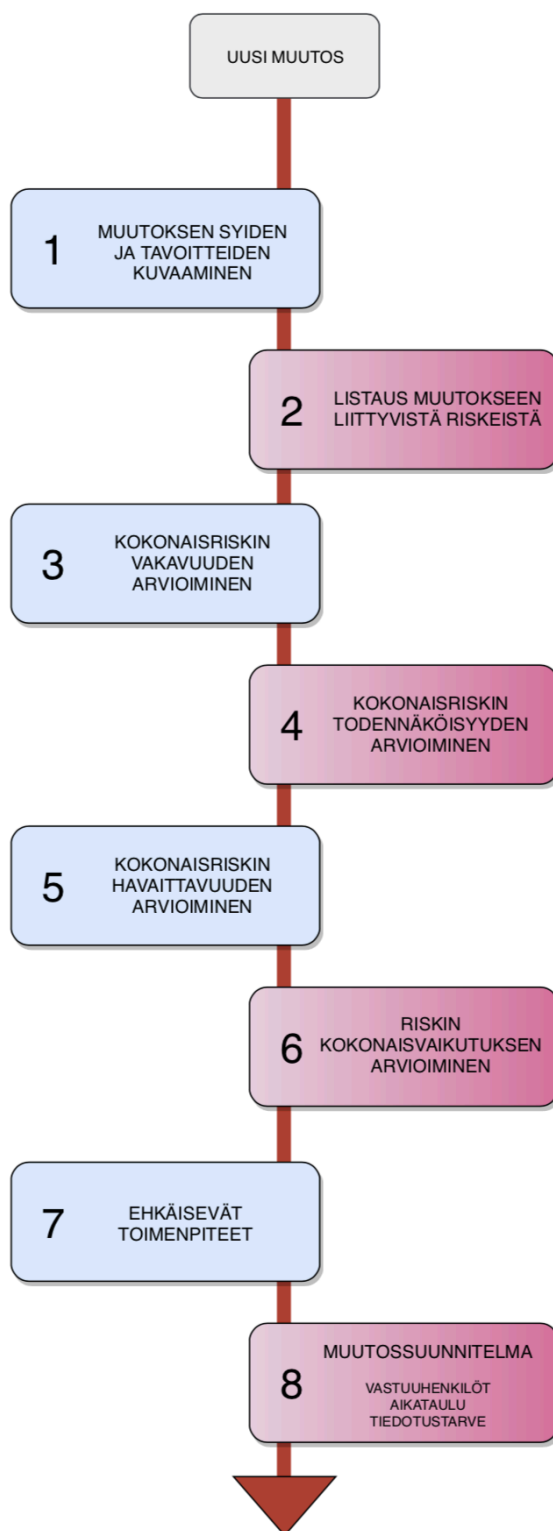 UUSI MUUTOS
1
MUUTOKSEN SYIDEN
JA TAVOITTEIDEN
KUVAAMINEN
2
LISTAUS MUUTOKSEEN
LIITTYVISTÄ RISKEISTÄ
3
KOKONAISRISKIN
VAKAVUUDEN
ARVIOIMINEN
4
KOKONAISRISKIN
TODENNÄKÖISYYDEN
ARVIOIMINEN
5
KOKONAISRISKIN
HAVAITTAVUUDEN
ARVIOIMINEN
6
RISKIN
KOKONAISVAIKUTUKSEN
ARVIOIMINEN
7
EHKÄISEVÄT
TOIMENPITEET
8
MUUTOSSUUNNITELMA
VASTUUHENKILÖT
AIKATAULU
TIEDOTUSTARVE